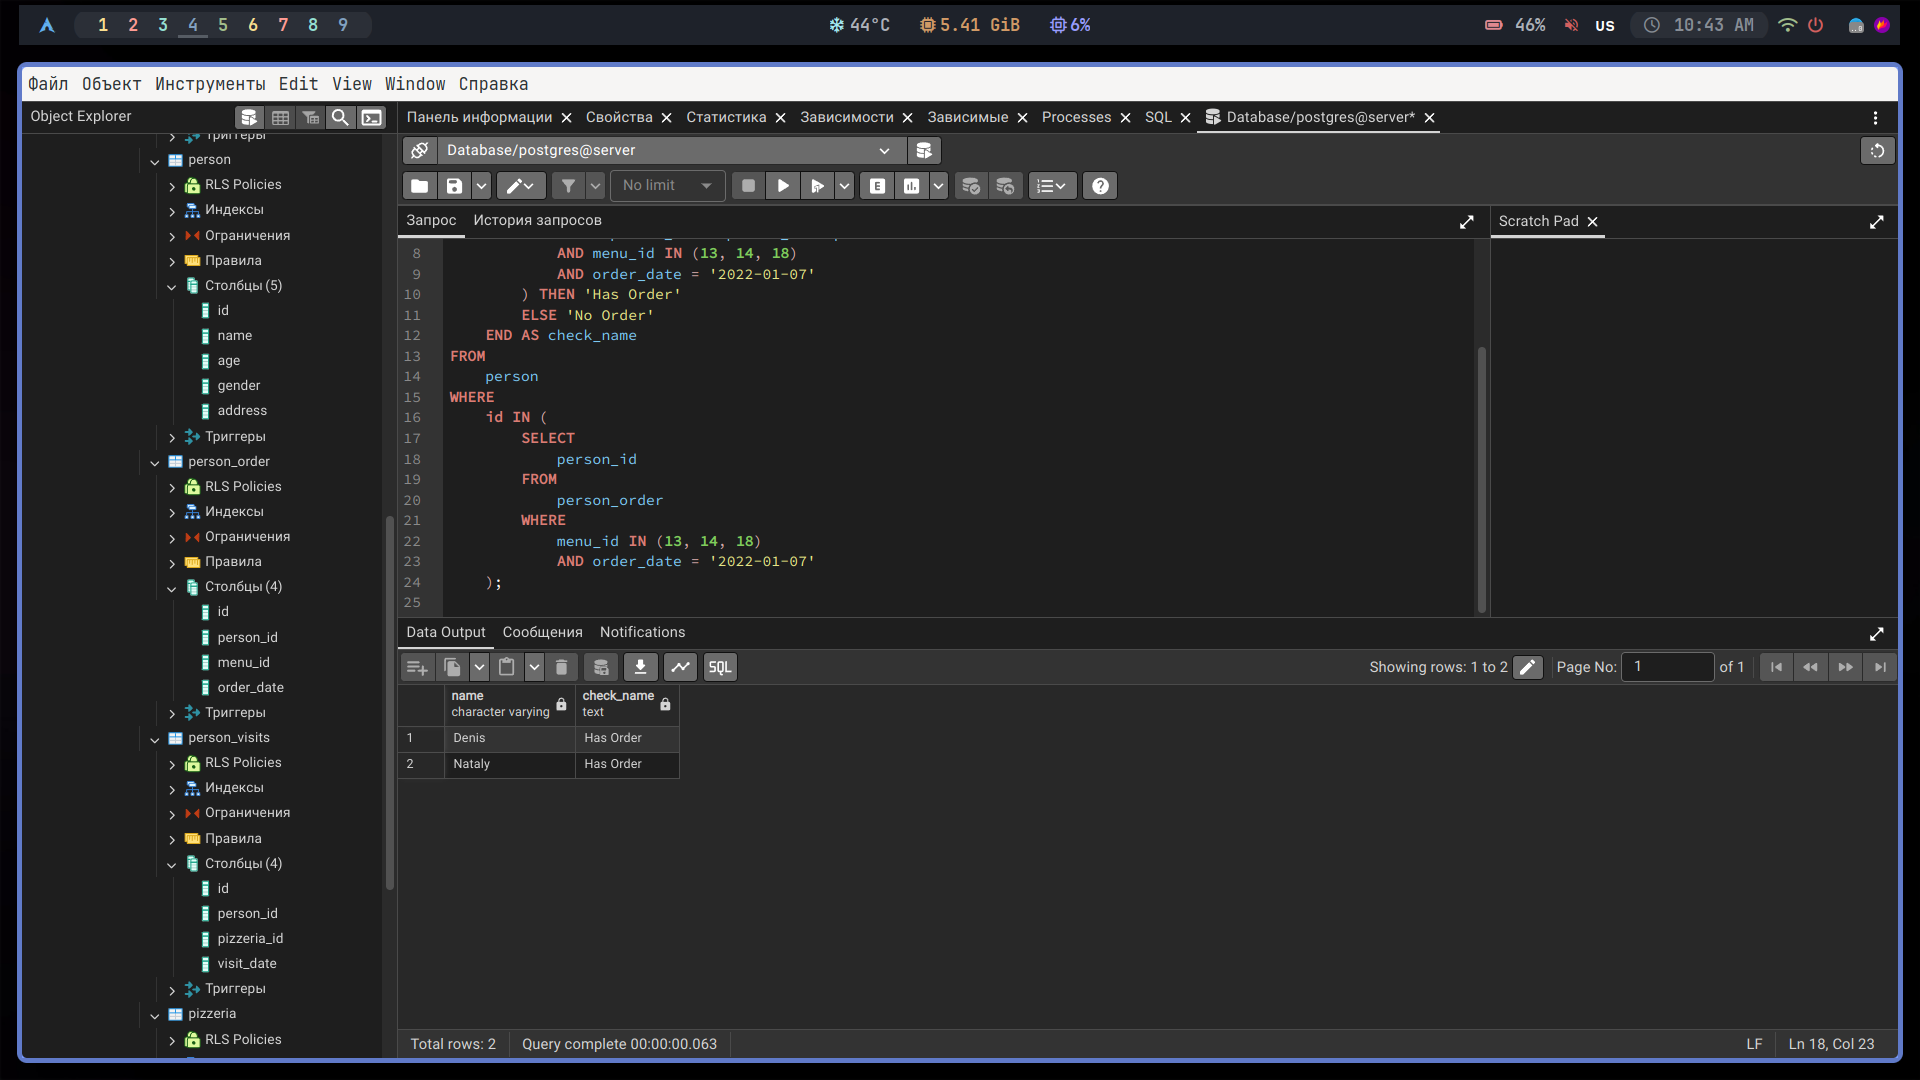 1 2 3 4 5 6 7 8 9
44°C 5.41 GiB 6%
46% US 10:43 AM
Файл Объект Инструменты Edit View Window Справка
Object Explorer
Триггеры
person
RLS Policies
Индексы
Ограничения
Правила
Столбцы (5)
id
name
age
gender
address
Триггеры
person_order
RLS Policies
Индексы
Ограничения
Правила
Столбцы (4)
id
person_id
menu_id
order_date
Триггеры
person_visits
RLS Policies
Индексы
Ограничения
Правила
Столбцы (4)
id
person_id
pizzeria_id
visit_date
Триггеры
pizzeria
RLS Policies
Панель информации Свойства Статистика Зависимости Зависимые Processes SQL Database/postgres@server*
Database/postgres@server
No limit E
Запрос История запросов
Scratch Pad
8 AND menu_id IN (13, 14, 18)
9 AND order_date = '2022-01-07'
10 ) THEN 'Has Order'
11 ELSE 'No Order'
12 END AS check_name
13 FROM
14 person
15 WHERE
16 id IN (
17 SELECT
18 person_id
19 FROM
20 person_order
21 WHERE
22 menu_id IN (13, 14, 18)
23 AND order_date = '2022-01-07'
24 );
25
Data Output Сообщения Notifications
SQL Showing rows: 1 to 2 Page No: 1 of 1
name check_name
character varying text
1 Denis Has Order
2 Nataly Has Order
Total rows: 2 Query complete 00:00:00.063 LF Ln 18, Col 23